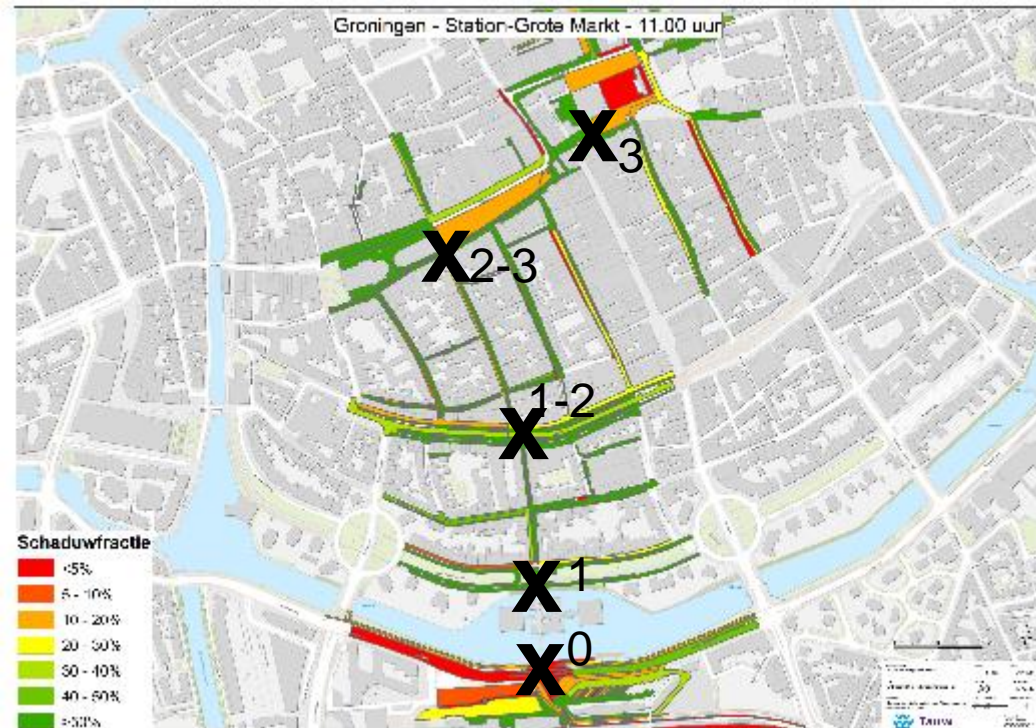 Groningen - Station-Grote Markt - 11.00 uur
X3
X2-3
X1-2
X1
X0
Schaduwfractie
<5%
5 - 10%
10 - 20%
20 - 30%
30 - 40%
40 - 50%
>50%